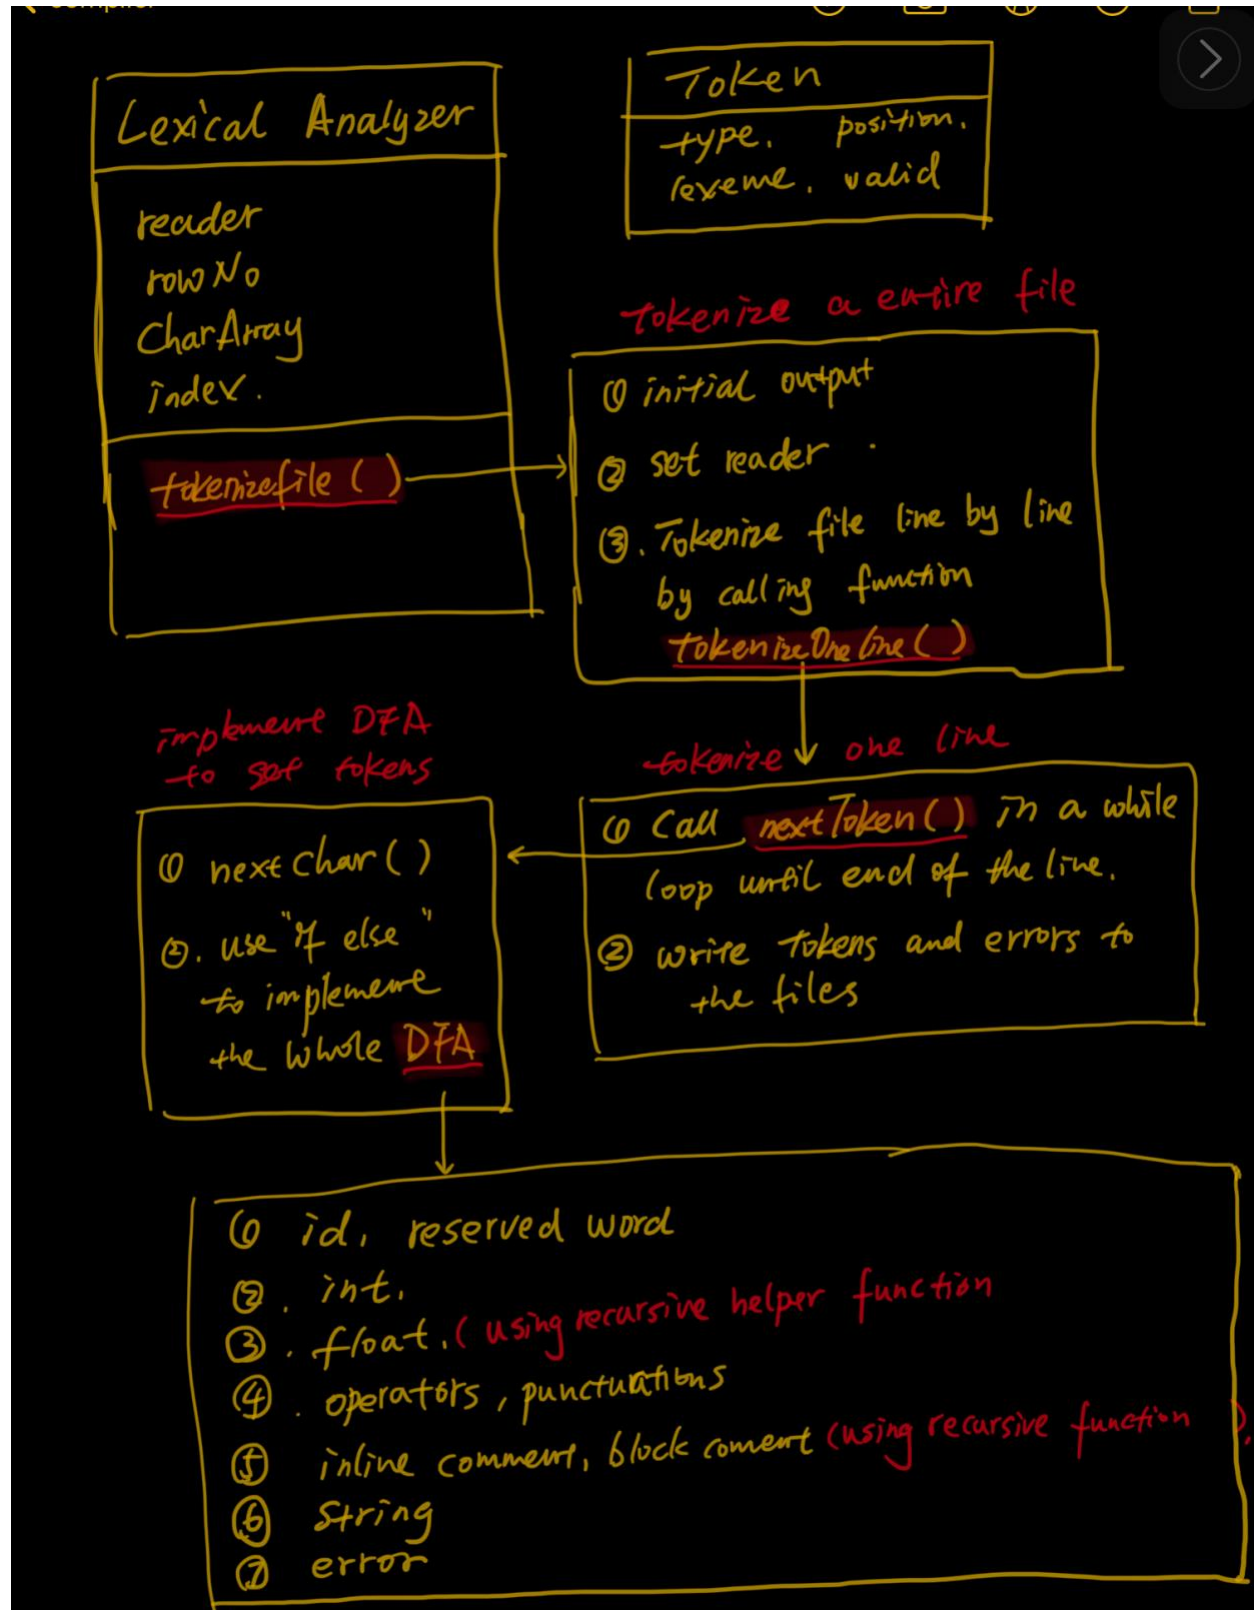 Lexical Analyzer
reader
rowNo
CharArray
index.
tokenizefile ( )
Token
type. position.
lexeme. valid
tokenize a entire file
① initial output
② set reader .
③. Tokenize file line by line
by calling function
tokenizeOneline ( )
tokenize one line
① Call nextToken( ) in a while
loop until end of the line.
② write tokens and errors to
the files
implement DFA
to set tokens
① next char ( )
②. use "if else"
to implement
the whole DFA
① id, reserved word
②. int.
③. float. ( using recursive helper function
④. operators, punctuations
⑤ inline comment, block coment (using recursive function ).
⑥ String
⑦ error